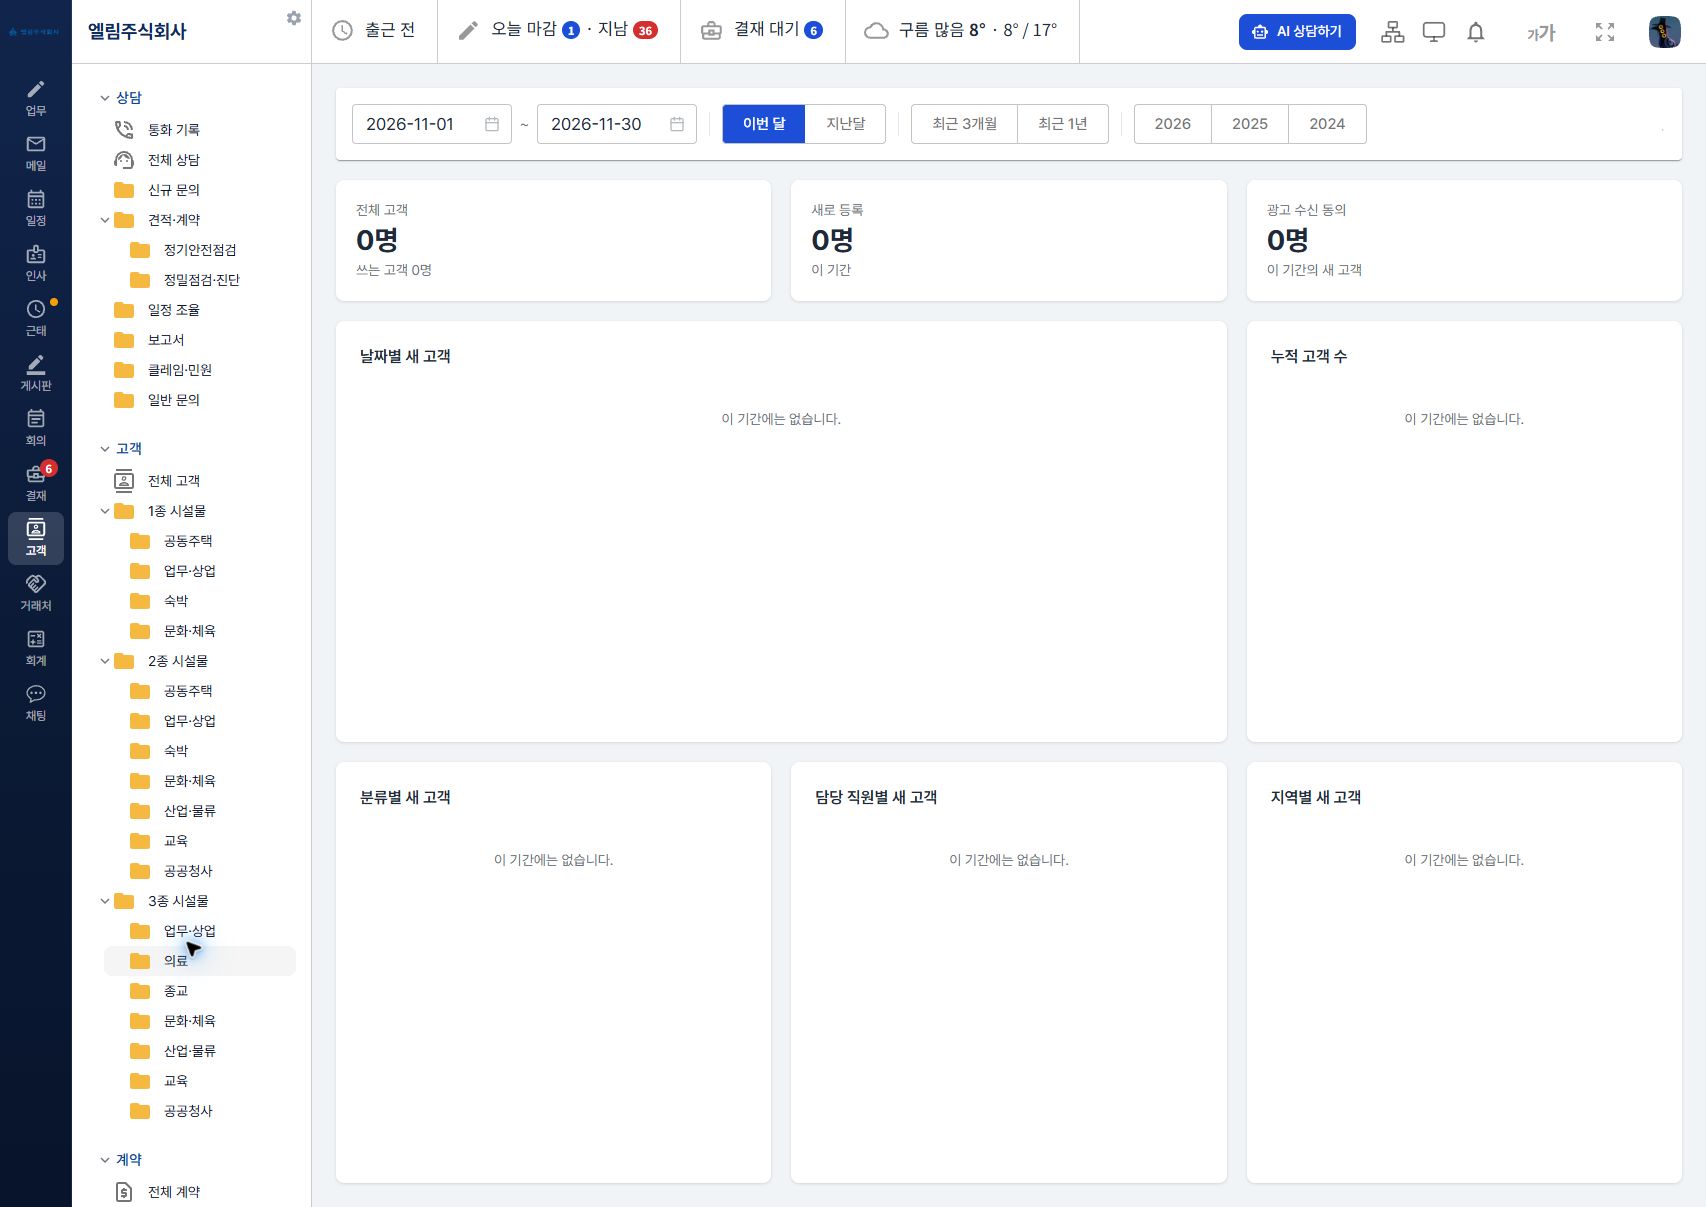 엘림주식회사
엘림주식회사
출근 전
오늘 마감 1 · 지남 36
결재 대기 6
구름 많음 8° · 8° / 17°
AI 상담하기
가가
업무
메일
일정
인사
근태
게시판
회의
6
결재
고객
거래처
회계
채팅
상담
통화 기록
전체 상담
신규 문의
견적·계약
정기안전점검
정밀점검·진단
일정 조율
보고서
클레임·민원
일반 문의
고객
전체 고객
1종 시설물
공동주택
업무·상업
숙박
문화·체육
2종 시설물
공동주택
업무·상업
숙박
문화·체육
산업·물류
교육
공공청사
3종 시설물
업무·상업
의료
종교
문화·체육
산업·물류
교육
공공청사
계약
전체 계약
2026-11-01 ~ 2026-11-30
이번 달 지난달
최근 3개월 최근 1년
2026 2025 2024
전체 고객
0명
쓰는 고객 0명
새로 등록
0명
이 기간
광고 수신 동의
0명
이 기간의 새 고객
날짜별 새 고객
이 기간에는 없습니다.
누적 고객 수
이 기간에는 없습니다.
분류별 새 고객
이 기간에는 없습니다.
담당 직원별 새 고객
이 기간에는 없습니다.
지역별 새 고객
이 기간에는 없습니다.